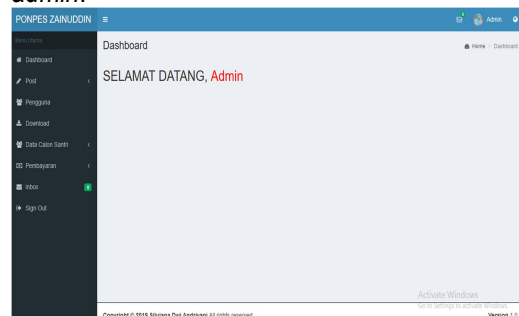 admin.
PONPES ZAINUDDIN
Admin
Menu Utama
Dashboard
Home > Dashboard
Dashboard
SELAMAT DATANG, Admin
Post
Pengguna
Download
Data Calon Santri
Pembayaran
Inbox
Sign Out
Activate Windows
Go to Settings to activate Windows.
Copyright © 2019 Silviana Dwi Andriyani All rights reserved.
Version 1.0